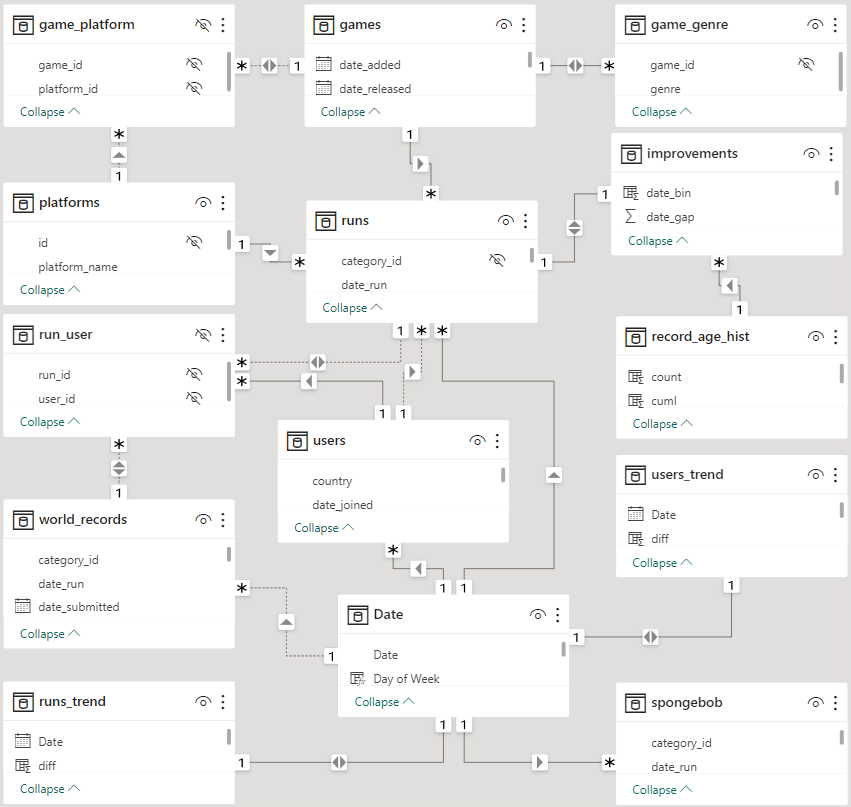 game_platform
game_id
platform_id
Collapse
* 1
games
date_added
date_released
Collapse
1 *
game_genre
game_id
genre
Collapse
*
1
1
*
platforms
id
platform_name
Collapse
1
*
runs
category_id
date_run
Collapse
1
1
improvements
date_bin
date_gap
Collapse
*
1
run_user
run_id
user_id
Collapse
*
*
1 * *
1 1
record_age_hist
count
cuml
Collapse
users
country
date_joined
Collapse
*
*
1
world_records
category_id
date_run
date_submitted
Collapse
*
1
users_trend
Date
diff
Collapse
1
1 1
Date
Date
Day of Week
Collapse
1
1 1
runs_trend
Date
diff
Collapse
1
*
spongebob
category_id
date_run
Collapse